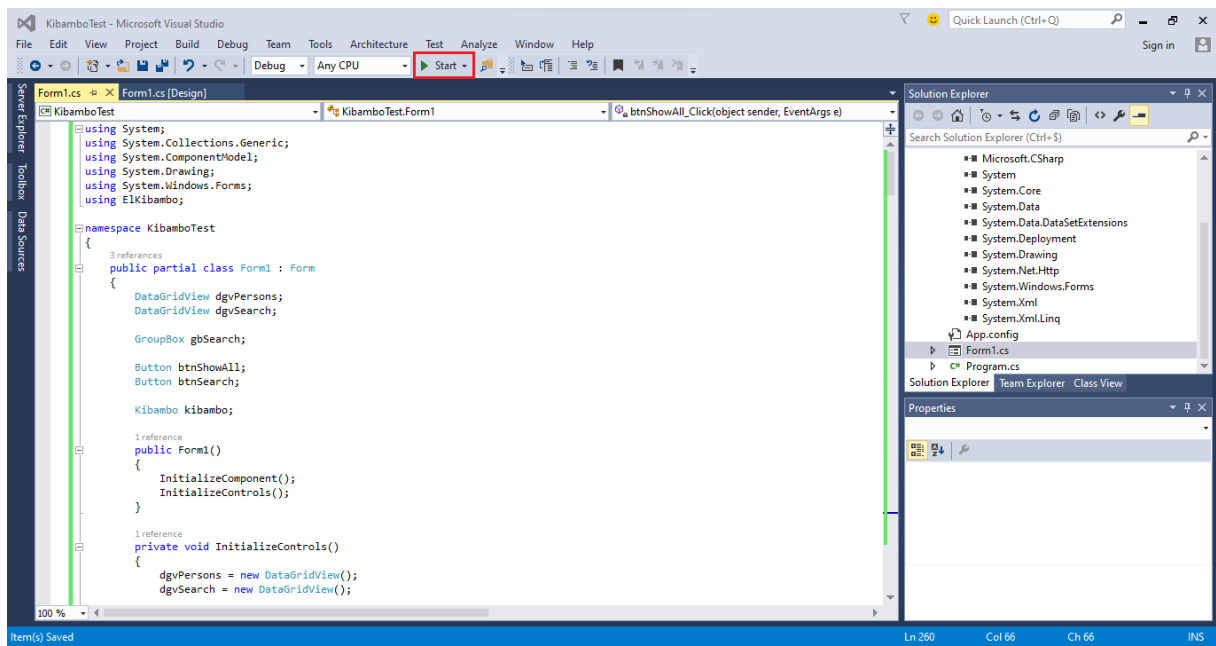 KibamboTest - Microsoft Visual Studio
Quick Launch (Ctrl+Q)
File Edit View Project Build Debug Team Tools Architecture Test Analyze Window Help
Sign in
Debug Any CPU Start
Server Explorer
Toolbox
Data Sources
Form1.cs Form1.cs [Design]
KibamboTest KibamboTest.Form1 btnShowAll_Click(object sender, EventArgs e)
using System;
using System.Collections.Generic;
using System.ComponentModel;
using System.Drawing;
using System.Windows.Forms;
using ElKibambo;
namespace KibamboTest
{
3 references
public partial class Form1 : Form
{
DataGridView dgvPersons;
DataGridView dgvSearch;
GroupBox gbSearch;
Button btnShowAll;
Button btnSearch;
Kibambo kibambo;
1 reference
public Form1()
{
InitializeComponent();
InitializeControls();
}
1 reference
private void InitializeControls()
{
dgvPersons = new DataGridView();
dgvSearch = new DataGridView();
100 %
Solution Explorer
Search Solution Explorer (Ctrl+$)
Microsoft.CSharp
System
System.Core
System.Data
System.Data.DataSetExtensions
System.Deployment
System.Drawing
System.Net.Http
System.Windows.Forms
System.Xml
System.Xml.Linq
App.config
Form1.cs
C# Program.cs
Solution Explorer Team Explorer Class View
Properties
Item(s) Saved
Ln 260 Col 66 Ch 66 INS